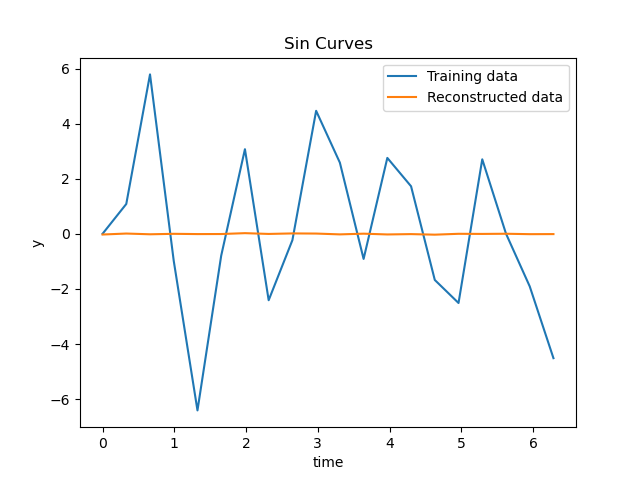 Sin Curves
Training data
Reconstructed data
6
4
2
0
−2
−4
−6
y
0 1 2 3 4 5 6
time